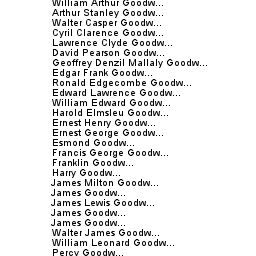 William Arthur Goodw...
Arthur Stanley Goodw...
Walter Casper Goodw...
Cyril Clarence Goodw...
Lawrence Clyde Goodw...
David Pearson Goodw...
Geoffrey Denzil Mallaly Goodw...
Edgar Frank Goodw...
Ronald Edgecombe Goodw...
Edward Lawrence Goodw...
William Edward Goodw...
Harold Elmsleu Goodw...
Ernest Henry Goodw...
Ernest George Goodw...
Esmond Goodw...
Francis George Goodw...
Franklin Goodw...
Harry Goodw...
James Milton Goodw...
James Goodw...
James Lewis Goodw...
James Goodw...
James Goodw...
Walter James Goodw...
William Leonard Goodw...
Percy Goodw...